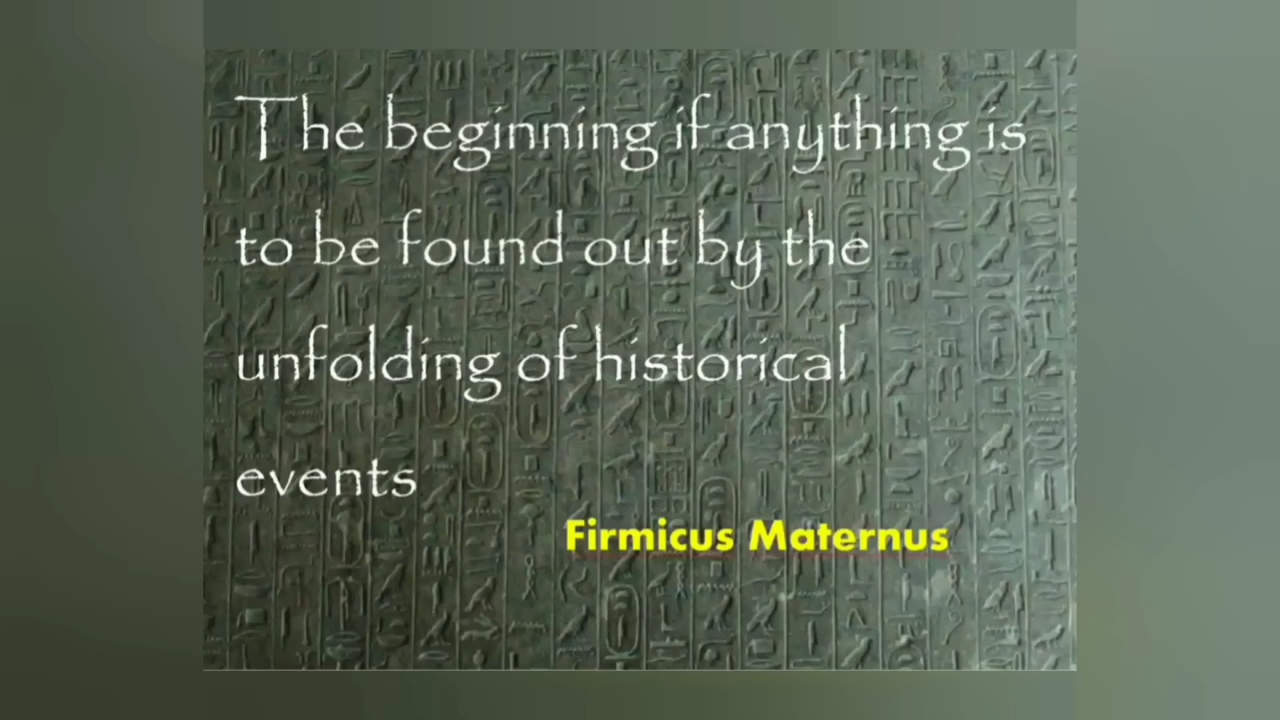 The beginning if anything is
to be found out by the
unfolding of historical
events
Firmicus Maternus